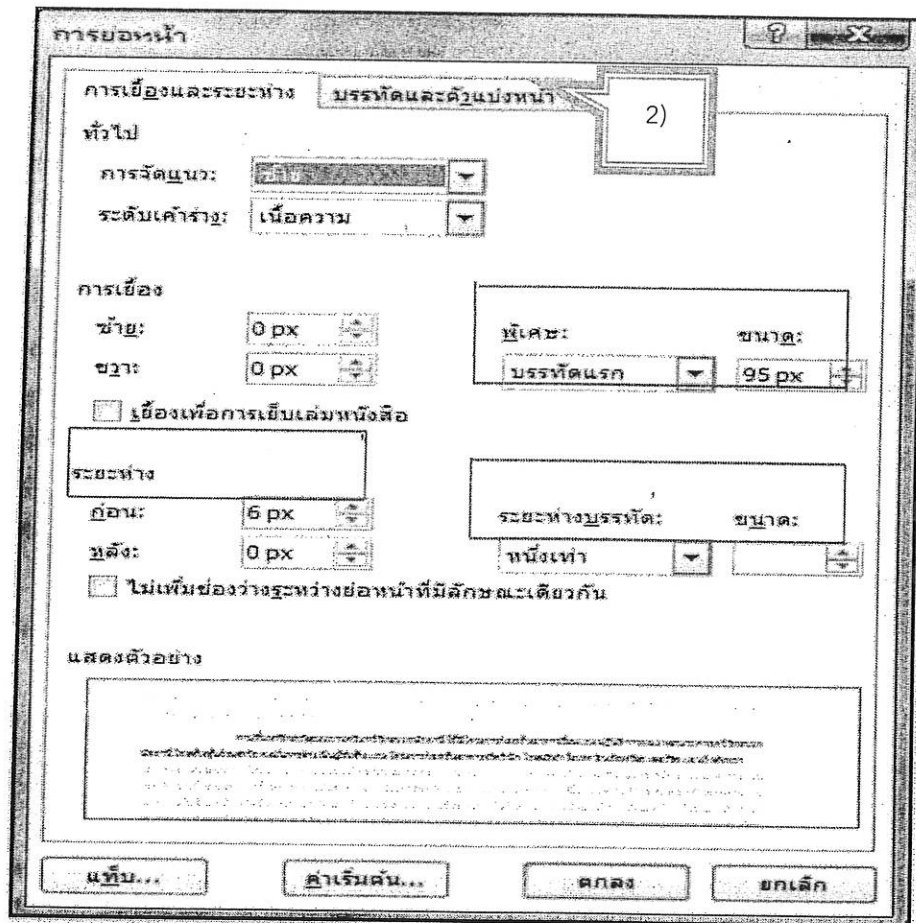 การย่อหน้า
การเยื้องและระยะห่าง บรรทัดและตัวแบ่งหน้า 2)
ทั่วไป
การจัดแนว: ซ้าย
ระดับเค้าร่าง: เนื้อความ
การเยื้อง
ซ้าย: 0 px พิเศษ: ขนาด:
ขวา: 0 px บรรทัดแรก 95 px
เยื้องเพื่อการเย็บเล่มหนังสือ
ระยะห่าง
ก่อน: 6 px ระยะห่างบรรทัด: ขนาด:
หลัง: 0 px หนึ่งเท่า
ไม่เพิ่มช่องว่างระหว่างย่อหน้าที่มีลักษณะเดียวกัน
แสดงตัวอย่าง
แท็บ... ค่าเริ่มต้น... ตกลง ยกเลิก